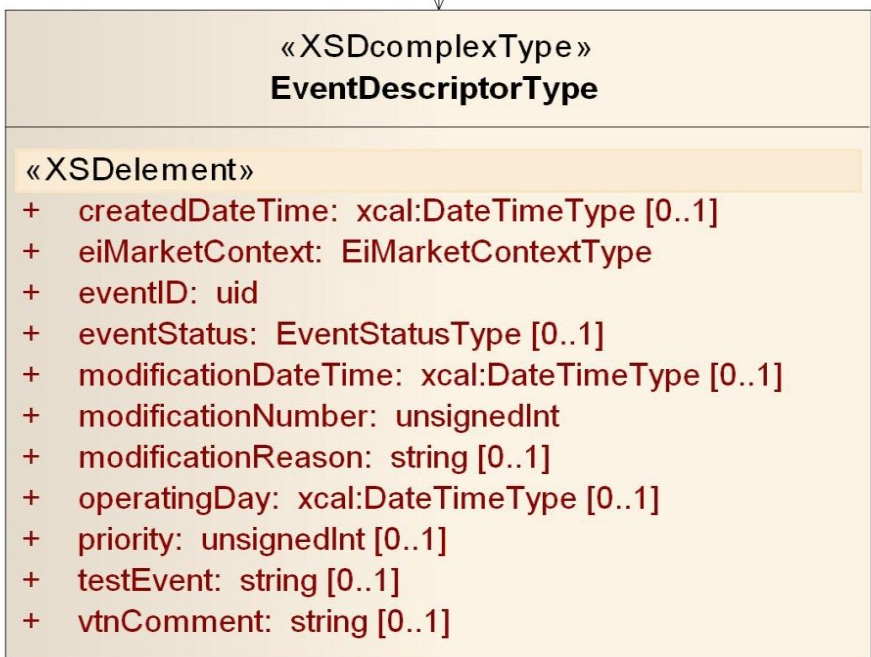 «XSDcomplexType»
EventDescriptorType
«XSDelement»
+ createdDateTime: xcal:DateTimeType [0..1]
+ eiMarketContext: EiMarketContextType
+ eventID: uid
+ eventStatus: EventStatusType [0..1]
+ modificationDateTime: xcal:DateTimeType [0..1]
+ modificationNumber: unsignedInt
+ modificationReason: string [0..1]
+ operatingDay: xcal:DateTimeType [0..1]
+ priority: unsignedInt [0..1]
+ testEvent: string [0..1]
+ vtnComment: string [0..1]